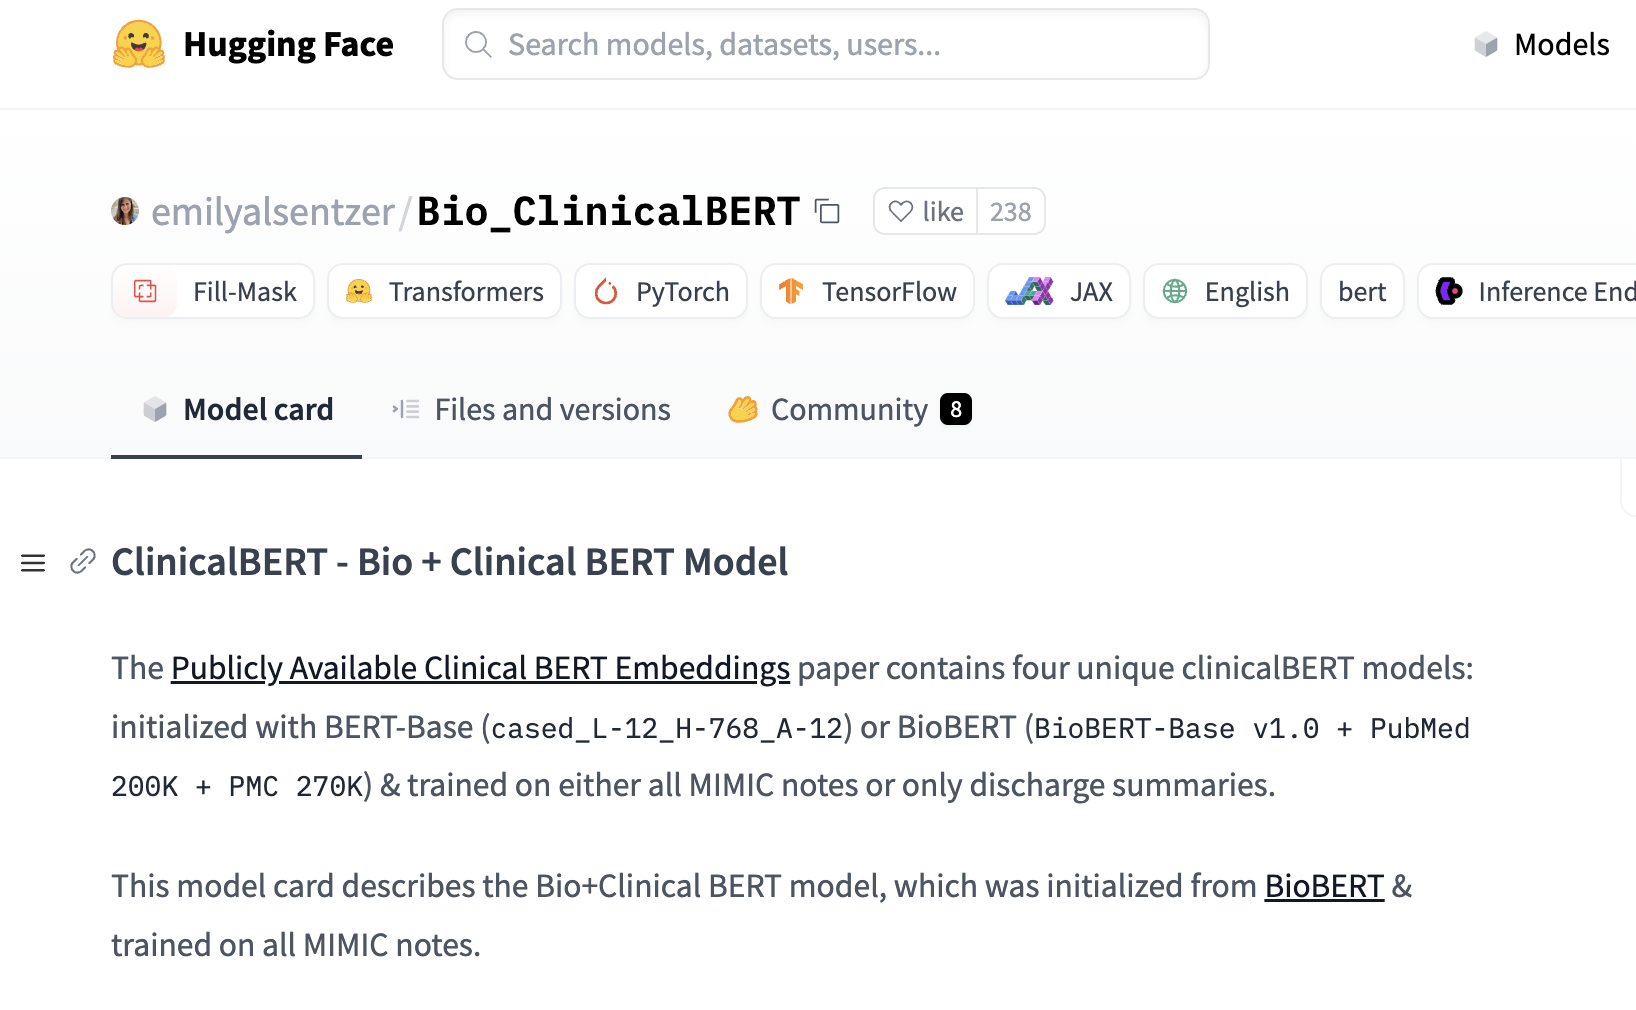 Hugging Face
Search models, datasets, users...
Models
emilyalsentzer/Bio_ClinicalBERT
like 238
Fill-Mask Transformers PyTorch TensorFlow JAX English bert Inference End
Model card Files and versions Community 8
ClinicalBERT - Bio + Clinical BERT Model
The Publicly Available Clinical BERT Embeddings paper contains four unique clinicalBERT models:
initialized with BERT-Base (cased_L-12_H-768_A-12) or BioBERT (BioBERT-Base v1.0 + PubMed
200K + PMC 270K) & trained on either all MIMIC notes or only discharge summaries.
This model card describes the Bio+Clinical BERT model, which was initialized from BioBERT &
trained on all MIMIC notes.